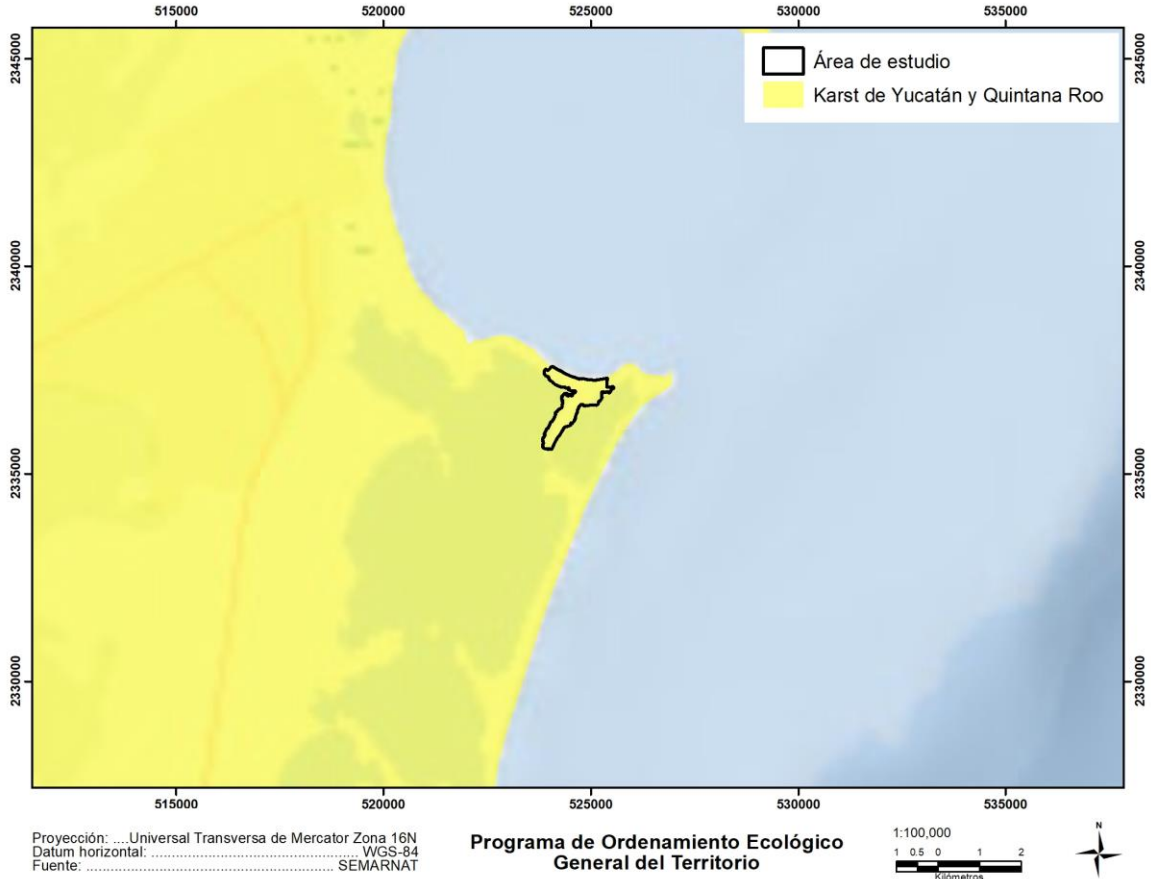 515000 520000 525000 530000 535000
2345000 2345000
Área de estudio
Karst de Yucatán y Quintana Roo
2340000 2340000
2335000 2335000
2330000 2330000
515000 520000 525000 530000 535000
Proyección: ....Universal Transversa de Mercator Zona 16N
Datum horizontal: ........................................ WGS-84
Fuente: .................................................. SEMARNAT
Programa de Ordenamiento Ecológico
General del Territorio
1:100,000
1 0.5 0 1 2
Kilómetros
N